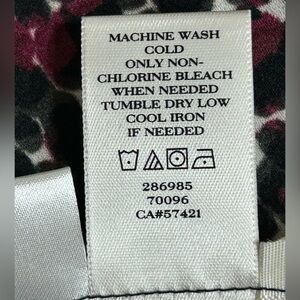 MACHINE WASH
COLD
ONLY NON-
CHLORINE BLEACH
WHEN NEEDED
TUMBLE DRY LOW
COOL IRON
IF NEEDED
286985
70096
CA#57421